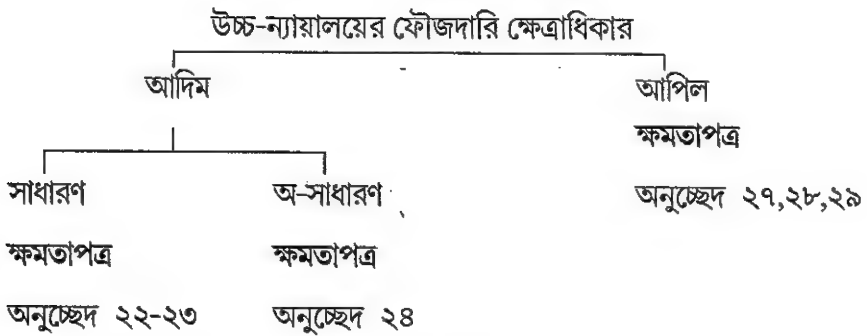 উচ্চ-ন্যায়ালয়ের ফৌজদারি ক্ষেত্রাধিকার
আদিম
আপিল
ক্ষমতাপত্র
অনুচ্ছেদ ২৭,২৮,২৯
সাধারণ
ক্ষমতাপত্র
অনুচ্ছেদ ২২-২৩
অ-সাধারণ
ক্ষমতাপত্র
অনুচ্ছেদ ২৪